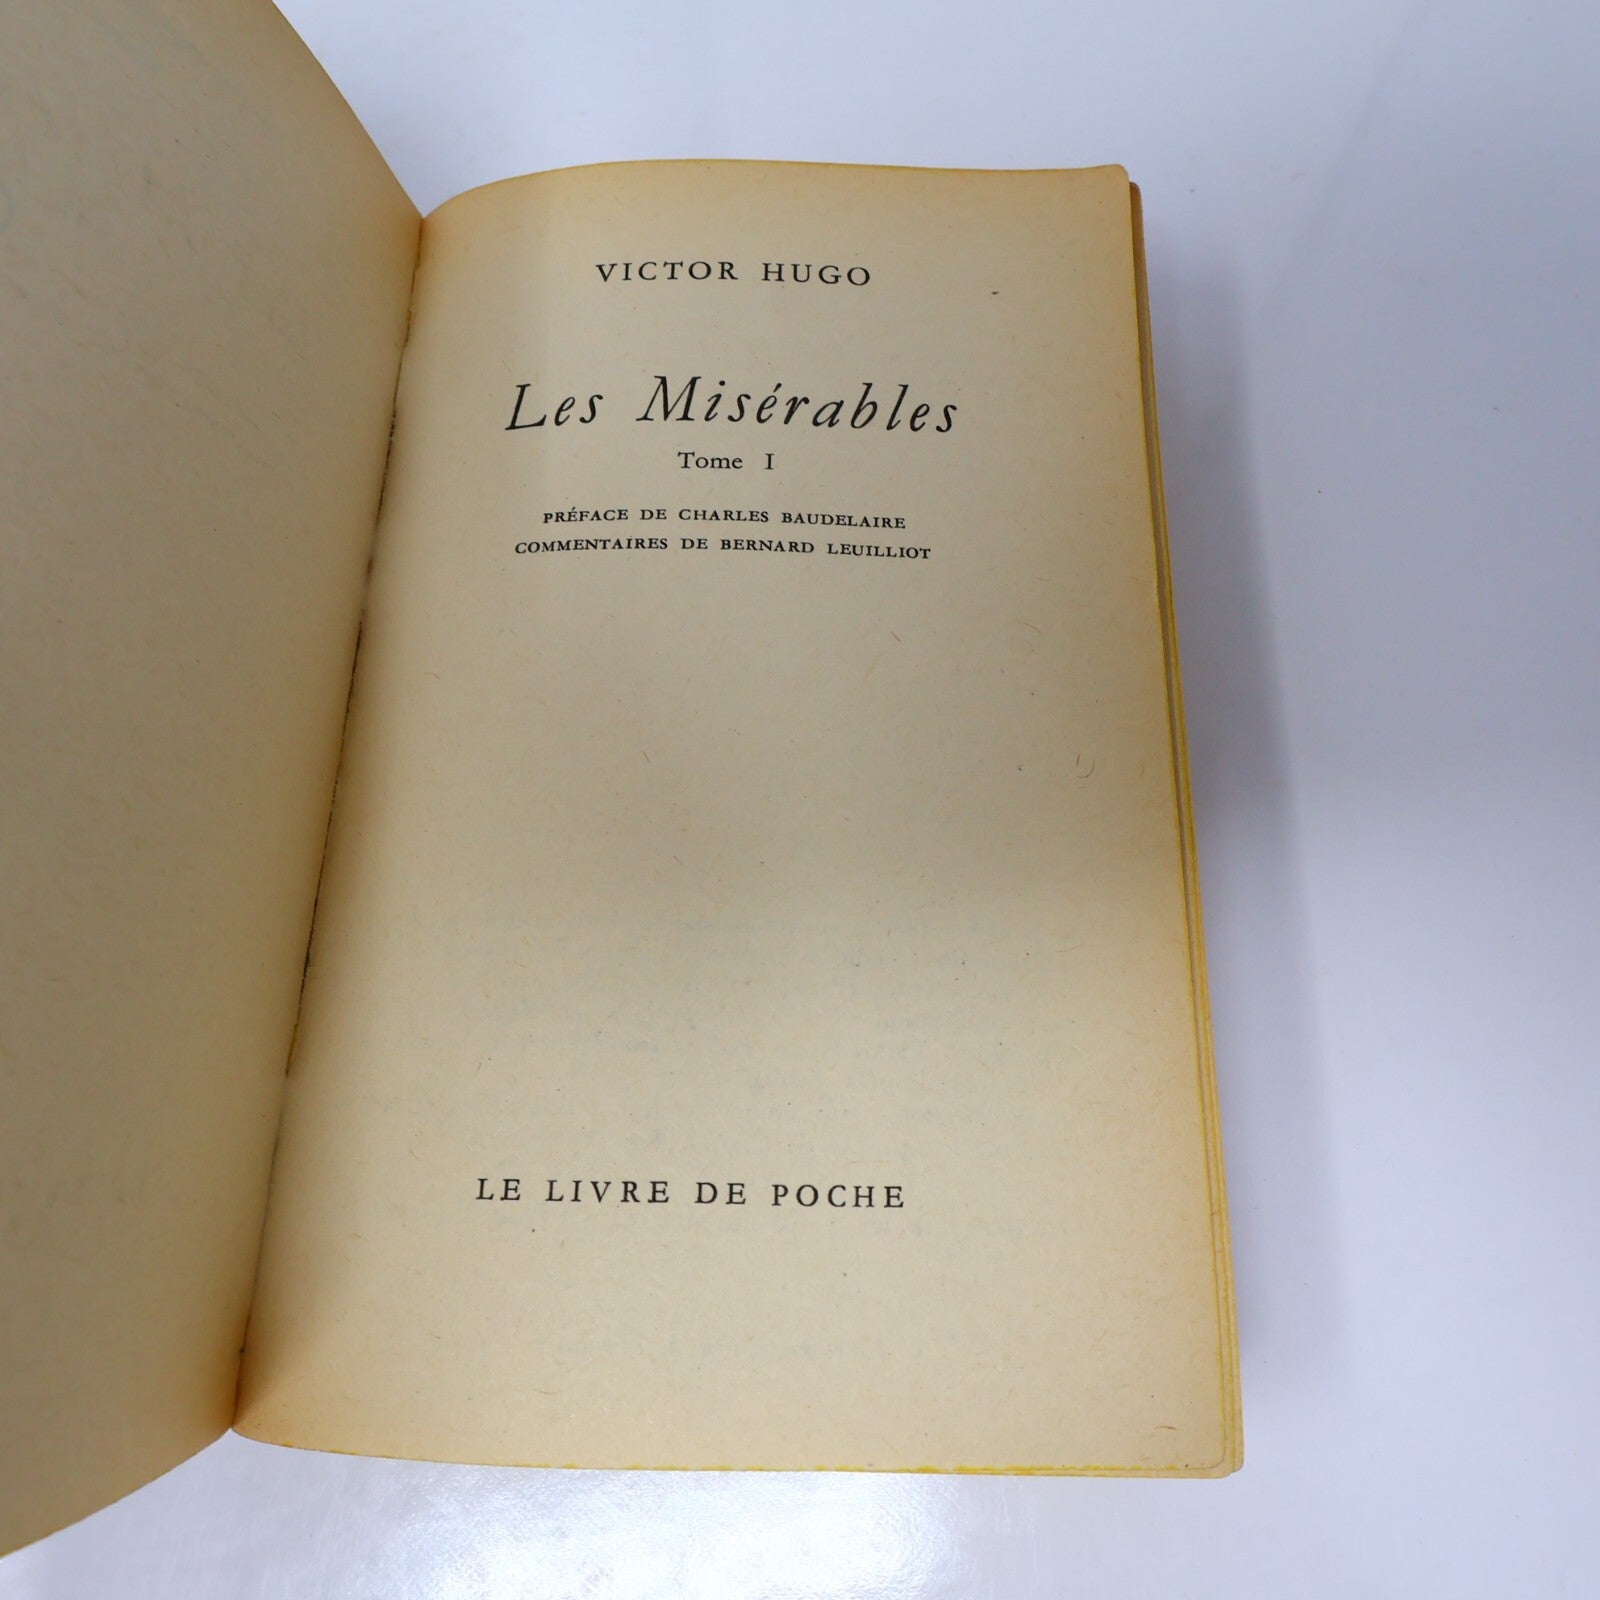 VICTOR HUGO
Les Misérables
Tome I
PRÉFACE DE CHARLES BAUDELAIRE
COMMENTAIRES DE BERNARD LEUILLIOT
LE LIVRE DE POCHE